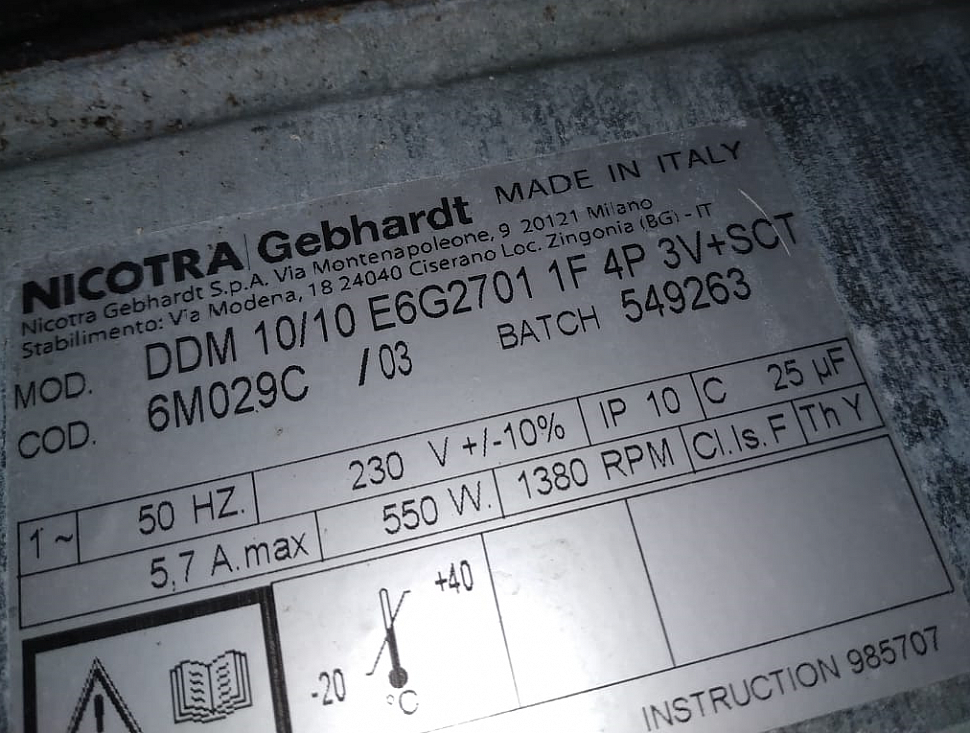 NICOTRA Gebhardt MADE IN ITALY
Nicotra Gebhardt S.p.A. Via Montenapoleone, 9 20121 Milano
Stabilimento: Via Modena, 18 24040 Ciserano Loc. Zingonia (BG) - IT
MOD. DDM 10/10 E6G2701 1F 4P 3V+SCT
COD. 6M029C /03 BATCH 549263
1~ 50 HZ. 230 V +/-10% IP 10 C 25 µF
5,7 A.max 550 W. 1380 RPM Cl.Is.F Th Y
+40
-20
°C
INSTRUCTION 985707